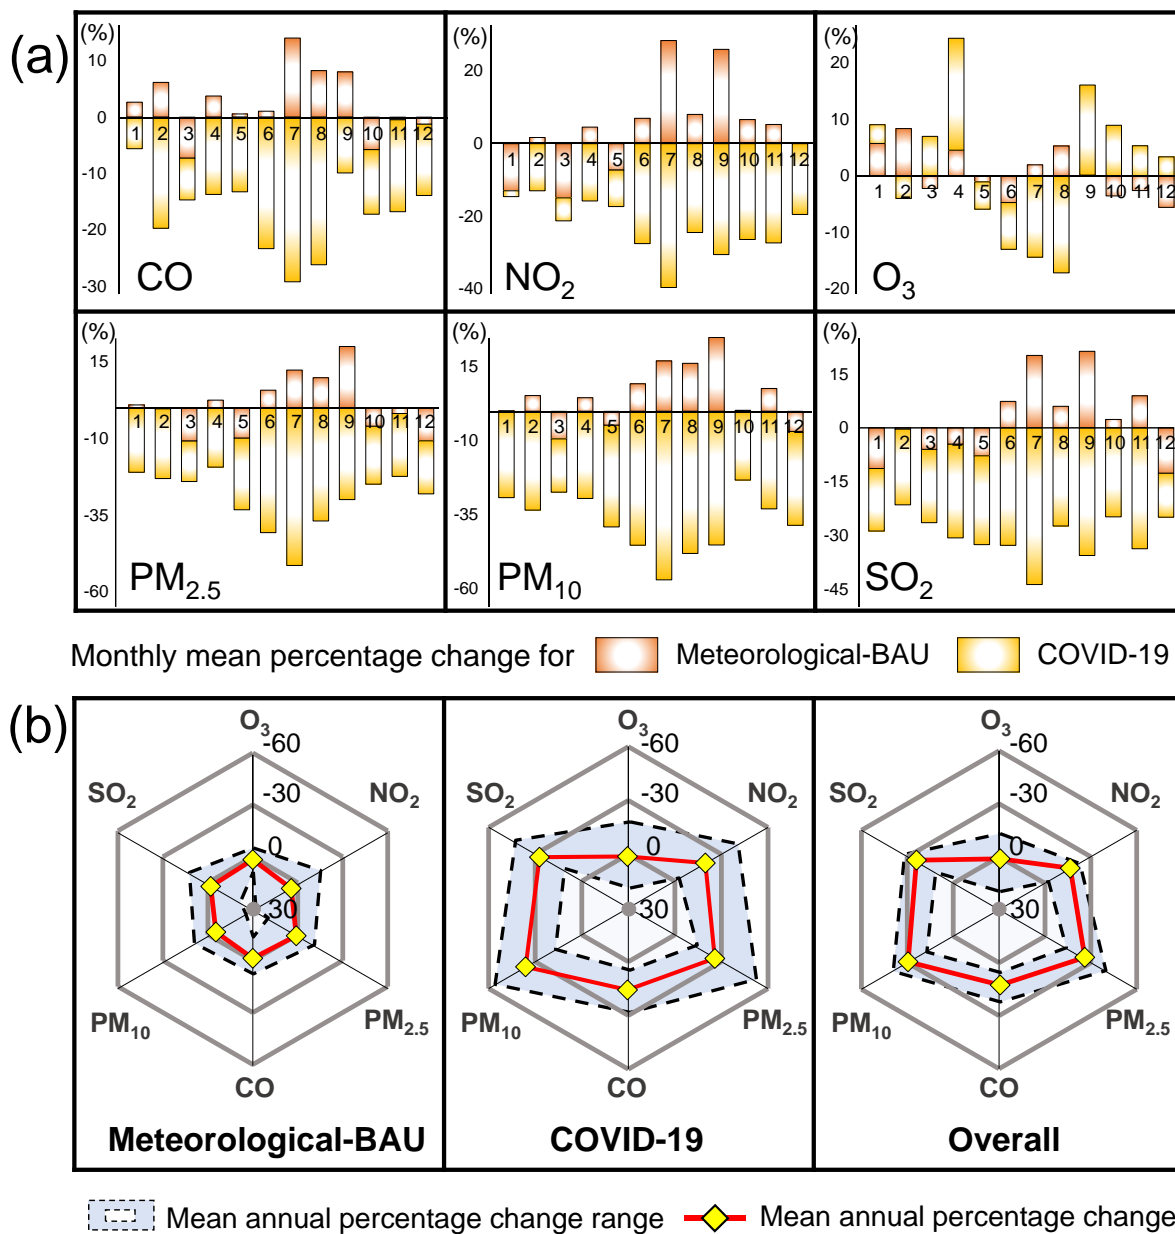 (a)
(%)
10
0
-10
-20
-30
1 2 3 4 5 6 7 8 9 10 11 12
CO
(%)
20
0
-20
-40
1 2 3 4 5 6 7 8 9 10 11 12
NO2
(%)
20
10
0
-10
-20
1 2 3 4 5 6 7 8 9 10 11 12
O3
(%)
15
-10
-35
-60
1 2 3 4 5 6 7 8 9 10 11 12
PM2.5
(%)
15
-10
-35
-60
1 2 3 4 5 6 7 8 9 10 11 12
PM10
(%)
15
0
-15
-30
-45
1 2 3 4 5 6 7 8 9 10 11 12
SO2
Monthly mean percentage change for Meteorological-BAU COVID-19
(b)
O3
-60
-30
0
30
SO2
NO2
PM10
PM2.5
CO
Meteorological-BAU
O3
-60
-30
0
30
SO2
NO2
PM10
PM2.5
CO
COVID-19
O3
-60
-30
0
30
SO2
NO2
PM10
PM2.5
CO
Overall
Mean annual percentage change range Mean annual percentage change